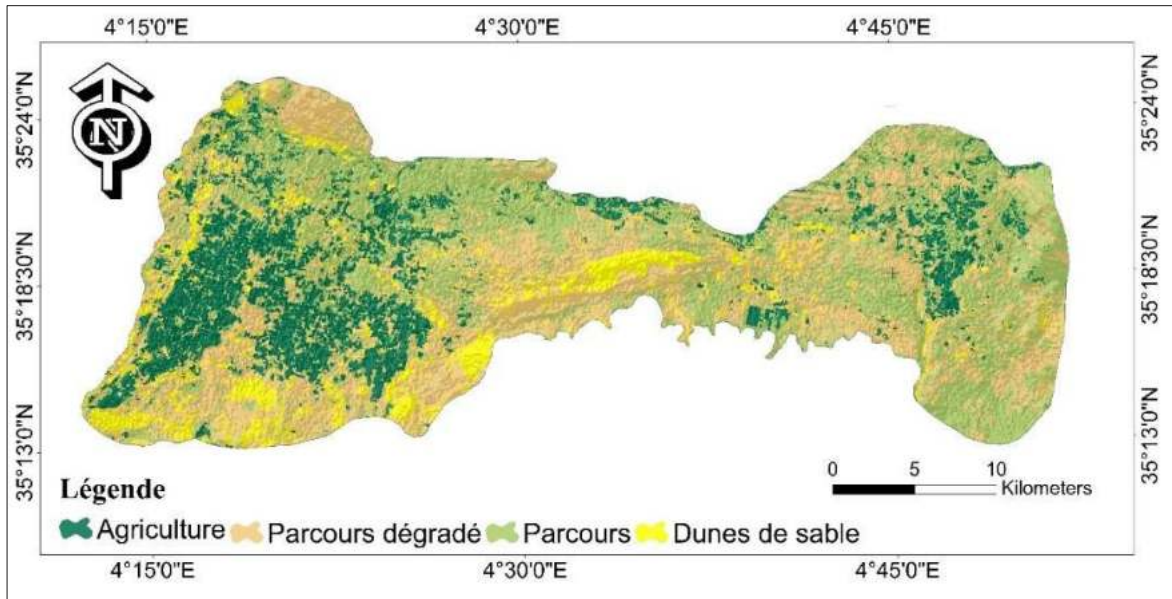 4°15'0"E 4°30'0"E 4°45'0"E
35°24'0"N
35°18'30"N
35°13'0"N
35°24'0"N
35°18'30"N
35°13'0"N
N
0 5 10
Kilometers
Légende
Agriculture Parcours dégradé Parcours Dunes de sable
4°15'0"E 4°30'0"E 4°45'0"E